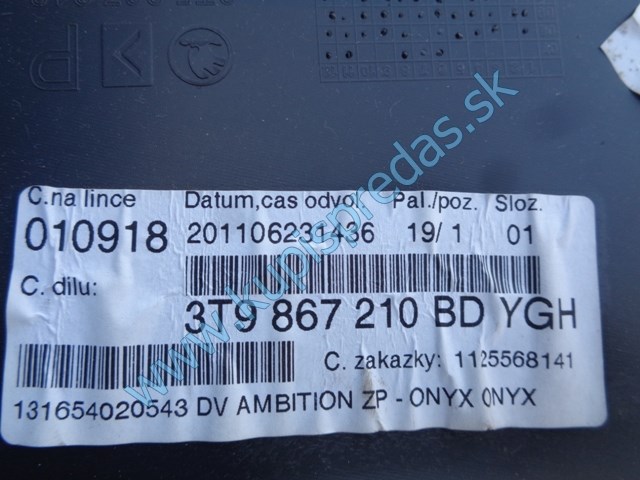 C.na lince Datum,cas odvol. Pal./poz. Sloz.
010918 201106231436 19/ 1 01
C. dilu:
3T9 867 210 BD YGH
C. zakazky: 1125568141
131654020543 DV AMBITION ZP - ONYX ONYX
www.kupispredas.sk